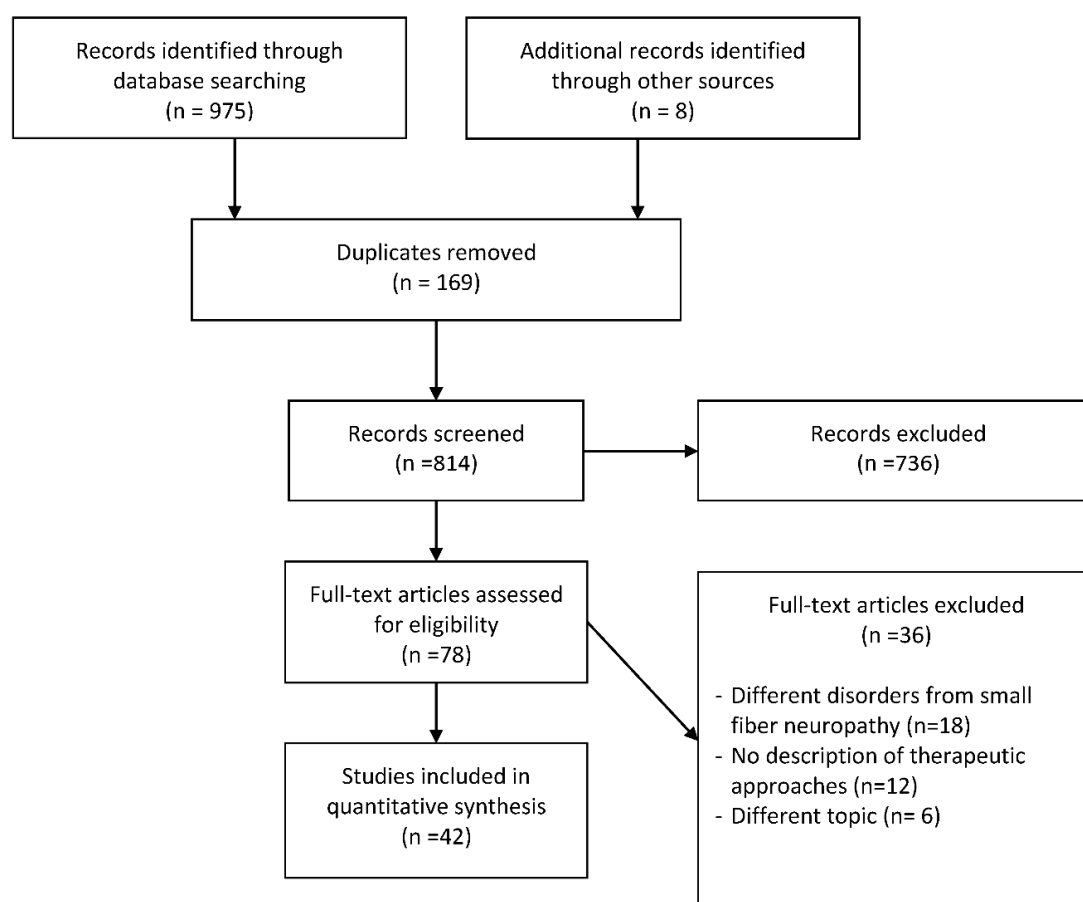 Records identified through
database searching
(n = 975)
Additional records identified
through other sources
(n = 8)
Duplicates removed
(n = 169)
Records screened
(n =814)
Records excluded
(n =736)
Full-text articles assessed
for eligibility
(n =78)
Full-text articles excluded
(n =36)
- Different disorders from small
fiber neuropathy (n=18)
- No description of therapeutic
approaches (n=12)
- Different topic (n= 6)
Studies included in
quantitative synthesis
(n =42)